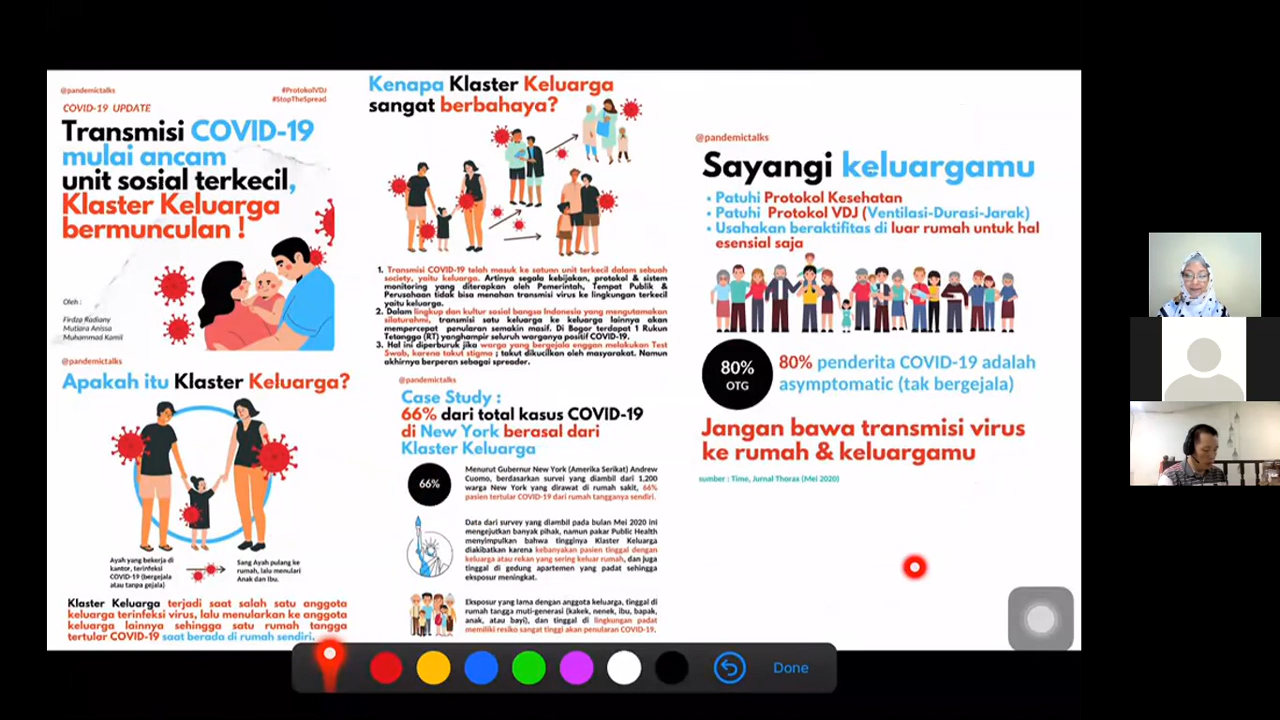 @pandemictalks
#ProtokolVDJ
#StopTheSpread
COVID-19 UPDATE
Transmisi COVID-19
mulai ancam
unit sosial terkecil,
Klaster Keluarga
bermunculan !
Oleh :
Firdza Radiany
Mutiara Anissa
Muhammad Kamil
@pandemictalks
Apakah itu Klaster Keluarga?
Ayah yang bekerja di
kantor, terinfeksi
COVID-19 (bergejala
atau tanpa gejala)
Sang Ayah pulang ke
rumah, lalu menulari
Anak dan Ibu.
Klaster Keluarga terjadi saat salah satu anggota
keluarga terinfeksi virus, lalu menularkan ke anggota
keluarga lainnya sehingga satu rumah tangga
tertular COVID-19 saat berada di rumah sendiri.
Kenapa Klaster Keluarga
sangat berbahaya?
1. Transmisi COVID-19 telah masuk ke satuan unit terkecil dalam sebuah
society, yaitu keluarga. Artinya segala kebijakan, protokol & sistem
monitoring yang diterapkan oleh Pemerintah, Tempat Publik &
Perusahaan tidak bisa menahan transmisi virus ke lingkungan terkecil
yaitu keluarga.
2. Dalam lingkup dan kultur sosial bangsa Indonesia yang mengutamakan
silaturahmi, transmisi satu keluarga ke keluarga lainnya akan
mempercepat penularan semakin masif. Di Bogor terdapat 1 Rukun
Tetangga (RT) yanghampir seluruh warganya positif COVID-19.
3. Hal ini diperburuk jika warga yang bergejala enggan melakukan Test
Swab, karena takut stigma ; takut dikucilkan oleh masyarakat. Namun
akhirnya berperan sebagai spreader.
@pandemictalks
Case Study :
66% dari total kasus COVID-19
di New York berasal dari
Klaster Keluarga
66%
Menurut Gubernur New York (Amerika Serikat) Andrew
Cuomo, berdasarkan survei yang diambil dari 1,200
warga New York yang dirawat di rumah sakit, 66%
pasien tertular COVID-19 dari rumah tangganya sendiri.
Data dari survey yang diambil pada bulan Mei 2020 ini
mengejutkan banyak pihak, namun pakar Public Health
menyimpulkan bahwa tingginya Klaster Keluarga
diakibatkan karena kebanyakan pasien tinggal dengan
keluarga atau rekan yang sering keluar rumah, dan juga
tinggal di gedung apartemen yang padat sehingga
eksposur meningkat.
Eksposur yang lama dengan anggota keluarga, tinggal di
rumah tangga muti-generasi (kakek, nenek, ibu, bapak,
anak, atau bayi), dan tinggal di lingkungan padat
memiliki resiko sangat tinggi akan penularan COVID-19.
@pandemictalks
Sayangi keluargamu
• Patuhi Protokol Kesehatan
• Patuhi Protokol VDJ (Ventilasi-Durasi-Jarak)
• Usahakan beraktifitas di luar rumah untuk hal
esensial saja
80%
OTG
80% penderita COVID-19 adalah
asymptomatic (tak bergejala)
Jangan bawa transmisi virus
ke rumah & keluargamu
sumber : Time, Jurnal Thorax (Mei 2020)
Done